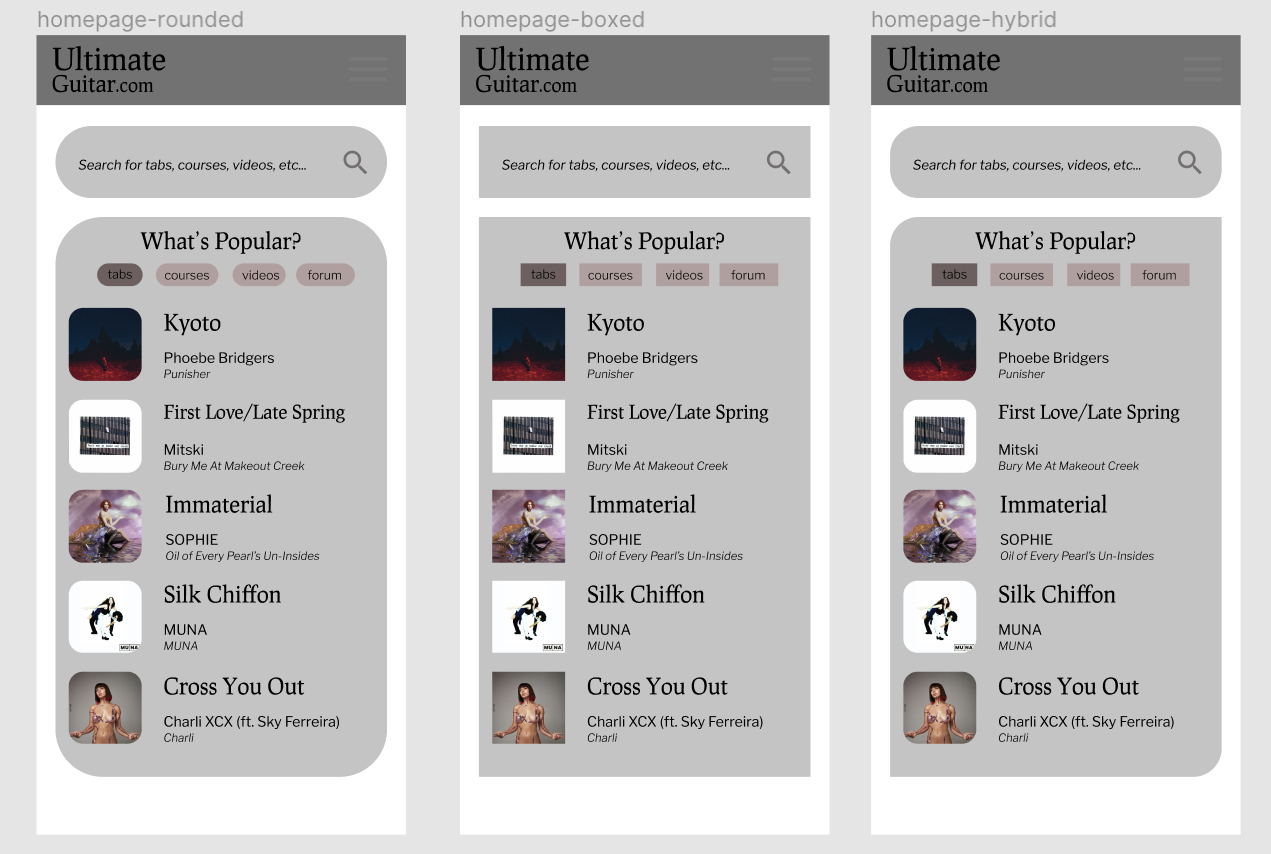 homepage-rounded
Ultimate
Guitar.com
Search for tabs, courses, videos, etc...
What's Popular?
tabs courses videos forum
Kyoto
Phoebe Bridgers
Punisher
First Love/Late Spring
Mitski
Bury Me At Makeout Creek
Immaterial
SOPHIE
Oil of Every Pearl's Un-Insides
Silk Chiffon
MUNA
MUNA
MUNA
Cross You Out
Charli XCX (ft. Sky Ferreira)
Charli
homepage-boxed
Ultimate
Guitar.com
Search for tabs, courses, videos, etc...
What's Popular?
tabs courses videos forum
Kyoto
Phoebe Bridgers
Punisher
First Love/Late Spring
Mitski
Bury Me At Makeout Creek
Immaterial
SOPHIE
Oil of Every Pearl's Un-Insides
Silk Chiffon
MUNA
MUNA
MUNA
Cross You Out
Charli XCX (ft. Sky Ferreira)
Charli
homepage-hybrid
Ultimate
Guitar.com
Search for tabs, courses, videos, etc...
What's Popular?
tabs courses videos forum
Kyoto
Phoebe Bridgers
Punisher
First Love/Late Spring
Mitski
Bury Me At Makeout Creek
Immaterial
SOPHIE
Oil of Every Pearl's Un-Insides
Silk Chiffon
MUNA
MUNA
MUNA
Cross You Out
Charli XCX (ft. Sky Ferreira)
Charli